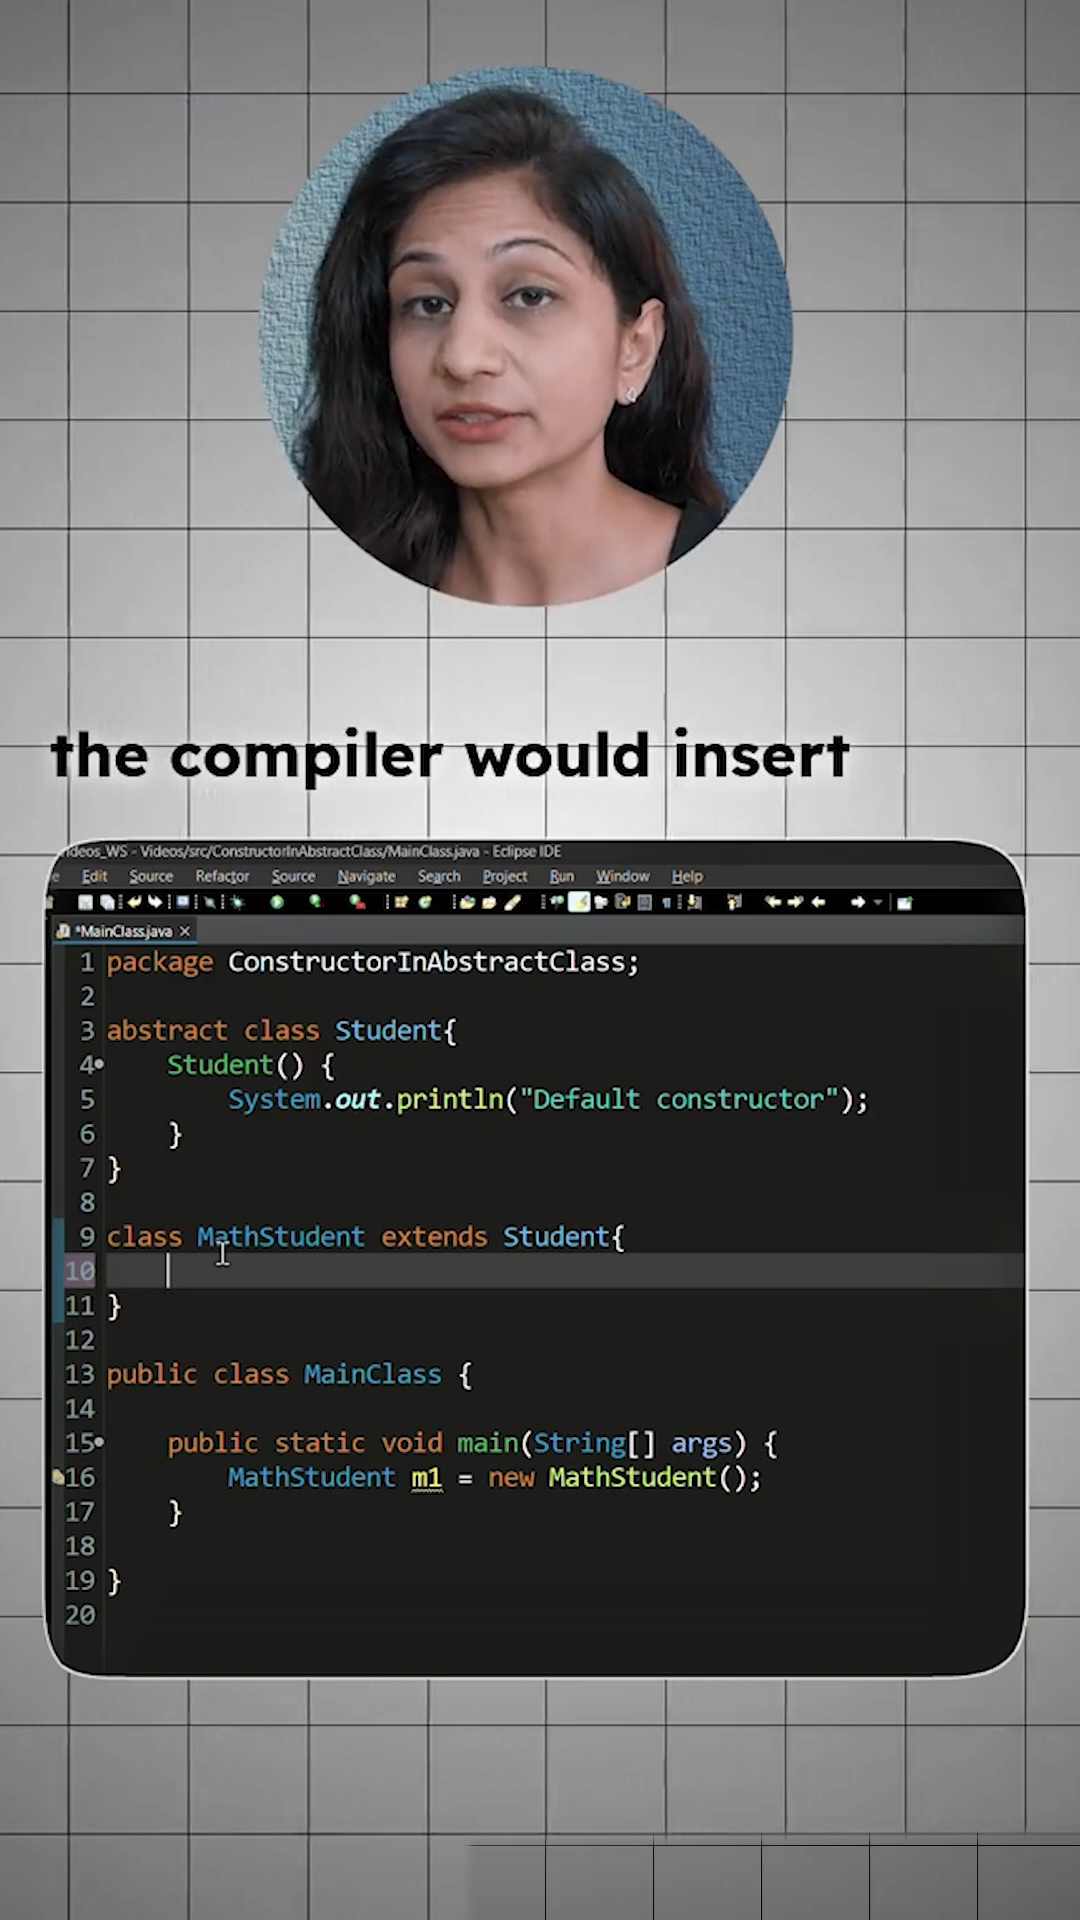 the compiler would insert
ideos_WS - Videos/src/ConstructorInAbstractClass/MainClass.java - Eclipse IDE
e Edit Source Refactor Source Navigate Search Project Run Window Help
*MainClass.java
1 package ConstructorInAbstractClass;
2
3 abstract class Student{
4 Student() {
5 System.out.println("Default constructor");
6 }
7 }
8
9 class MathStudent extends Student{
10
11 }
12
13 public class MainClass {
14
15 public static void main(String[] args) {
16 MathStudent m1 = new MathStudent();
17 }
18
19 }
20